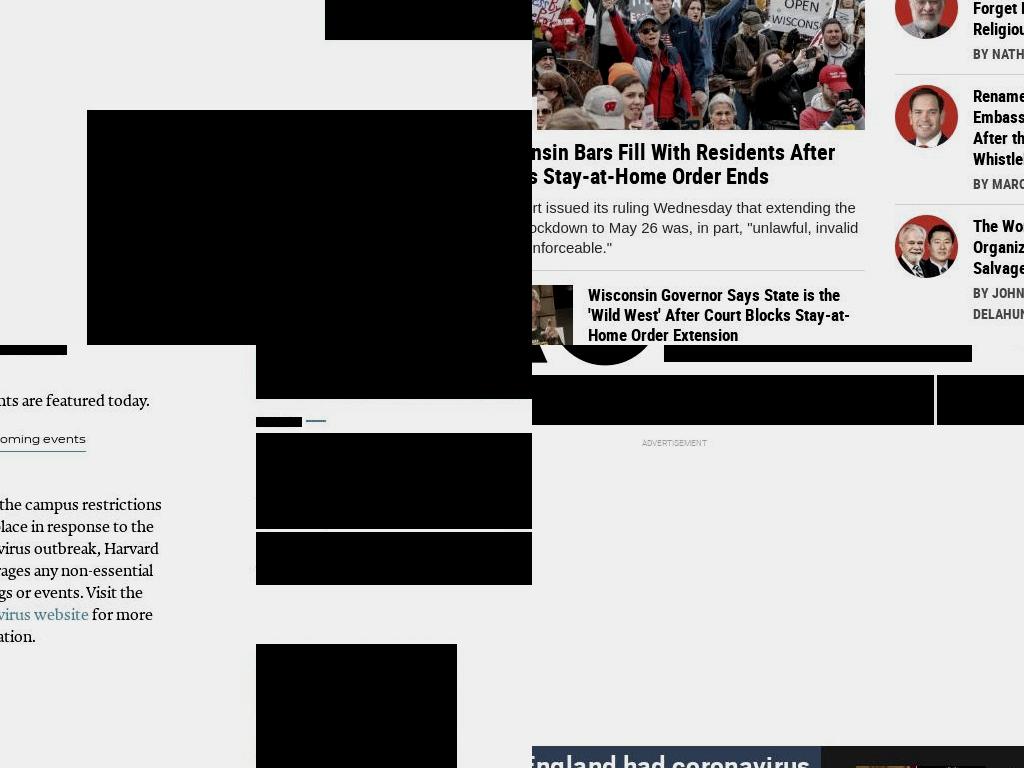 OPEN
WISCONS
nsin Bars Fill With Residents After
s Stay-at-Home Order Ends
rt issued its ruling Wednesday that extending the
ockdown to May 26 was, in part, "unlawful, invalid
nforceable."
Wisconsin Governor Says State is the
'Wild West' After Court Blocks Stay-at-
Home Order Extension
Forget
Religiou
BY NATH
Rename
Embass
After th
Whistle
BY MARC
The Wo
Organiz
Salvage
BY JOHN
DELAHUN
nts are featured today.
oming events
the campus restrictions
lace in response to the
virus outbreak, Harvard
rages any non-essential
gs or events. Visit the
virus website for more
ation.
ADVERTISEMENT
England had coronavirus